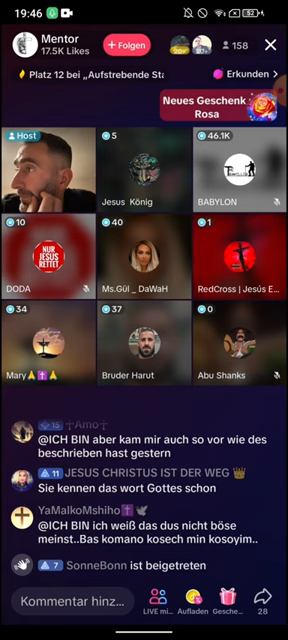 19:46
52
Mentor
17.5K Likes
+ Folgen
158
Platz 12 bei „Aufstrebende Sta
Erkunden >
Neues Geschenk
Rosa
Host
5
46.1K
Jesus König
BABYLON
10
40
1
NUR
JESUS
RETTET
DODA
Ms.Gül _ DaWaH
RedCross | Jesús E...
34
37
0
Mary🙏✝️🙏
Bruder Harut
Abu Shanks
15 ✝Amo✝
@ICH BIN aber kam mir auch so vor wie des
beschrieben hast gestern
11 JESUS CHRISTUS IST DER WEG 👑
Sie kennen das wort Gottes schon
YaMalkoMshiho✝️🕊
@ICH BIN ich weiß das dus nicht böse
meinst..Bas komano kosech min kosoyim..
7 SonneBonn ist beigetreten
Kommentar hinz...
LIVE mi...
Aufladen
Gesche...
28